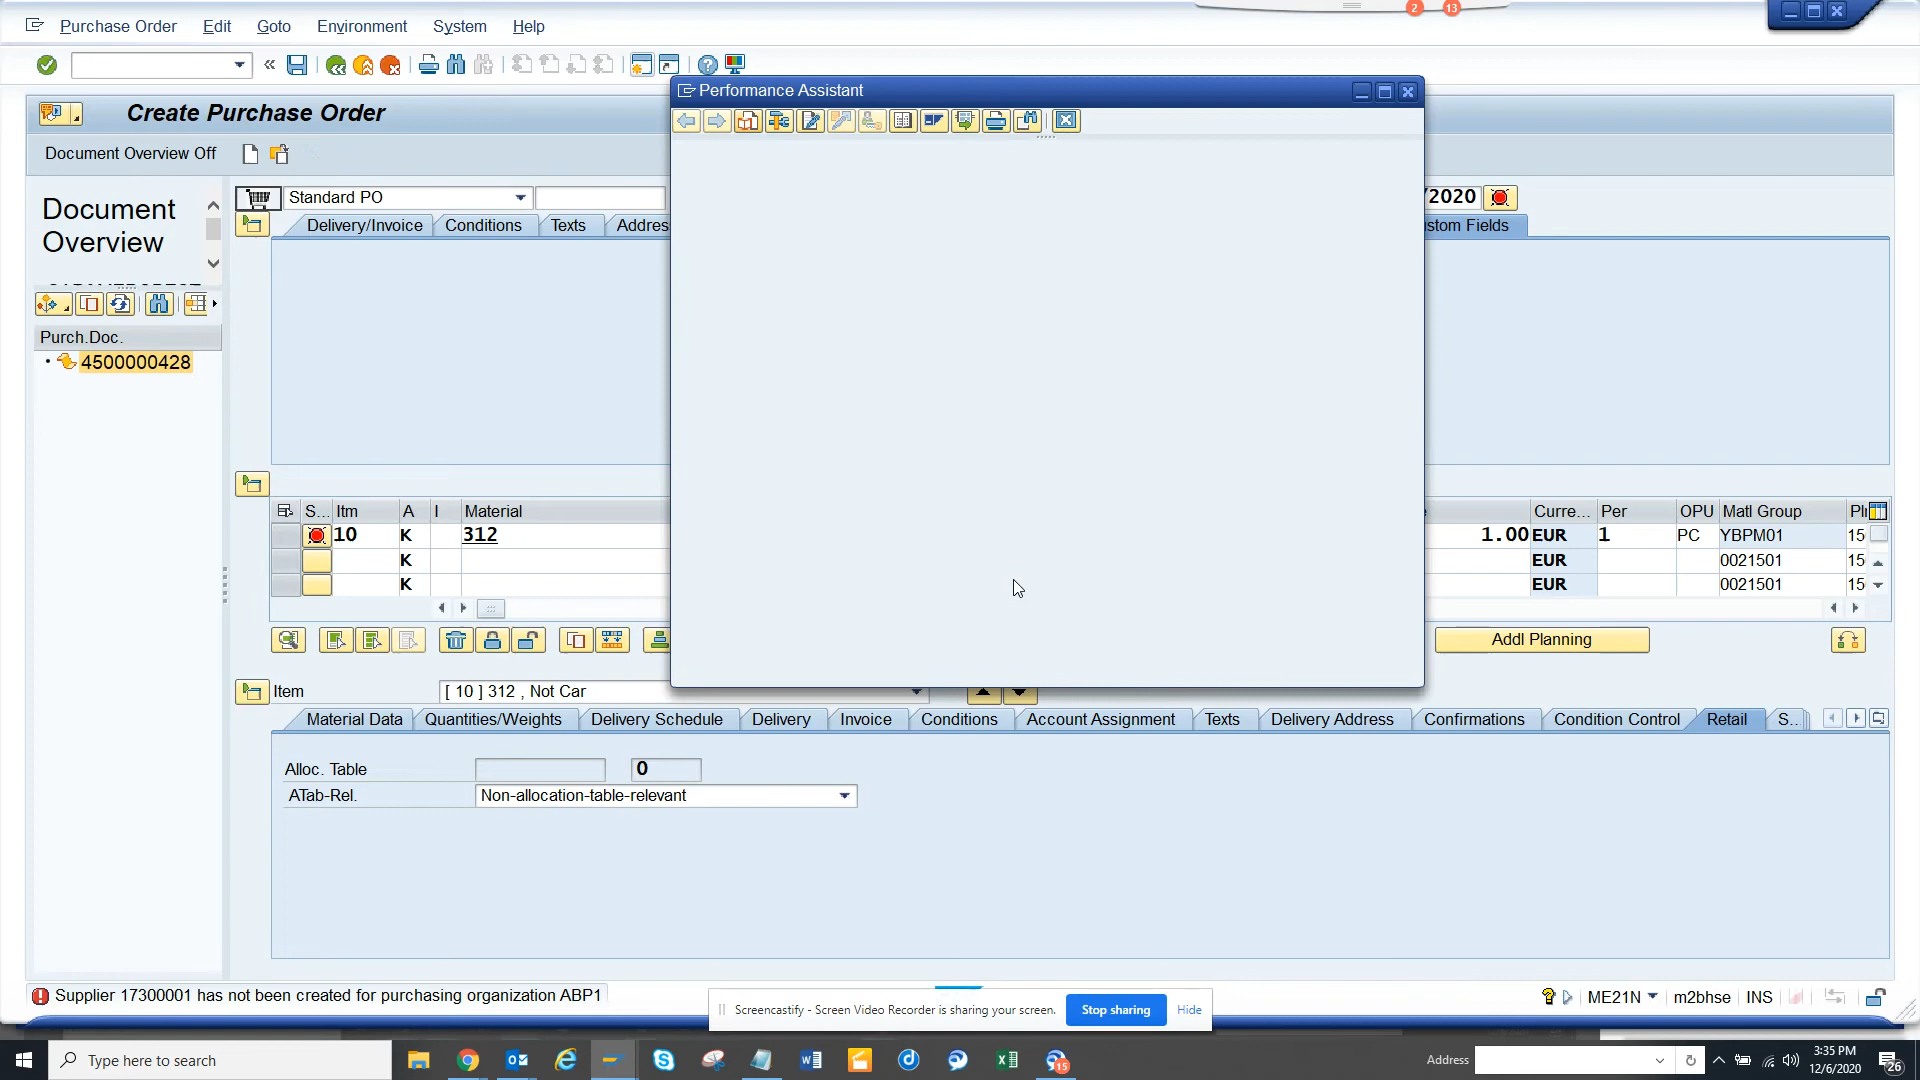 Purchase Order Edit Goto Environment System Help
2 13
Create Purchase Order
Performance Assistant
Document Overview Off
Document
Overview
Standard PO
/2020
Delivery/Invoice Conditions Texts Addres
stom Fields
Purch.Doc.
4500000428
S... Itm A I Material Curre... Per OPU Matl Group Pl
10 K 312 1.00 EUR 1 PC YBPM01 15
K EUR 0021501 15
K EUR 0021501 15
Addl Planning
Item [ 10 ] 312 , Not Car
Material Data Quantities/Weights Delivery Schedule Delivery Invoice Conditions Account Assignment Texts Delivery Address Confirmations Condition Control Retail S..
Alloc. Table 0
ATab-Rel. Non-allocation-table-relevant
Supplier 17300001 has not been created for purchasing organization ABP1
ME21N m2bhse INS
Screencastify - Screen Video Recorder is sharing your screen. Stop sharing Hide
Type here to search
15
Address
3:35 PM
12/6/2020
26